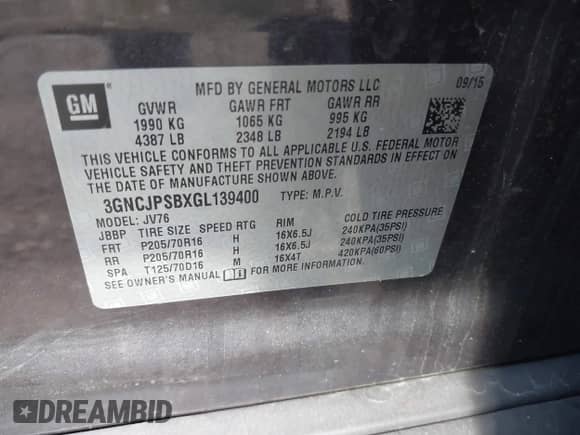 GM
MFD BY GENERAL MOTORS LLC 09/15
GVWR GAWR FRT GAWR RR
1990 KG 1065 KG 995 KG
4387 LB 2348 LB 2194 LB
THIS VEHICLE CONFORMS TO ALL APPLICABLE U.S. FEDERAL MOTOR
VEHICLE SAFETY AND THEFT PREVENTION STANDARDS IN EFFECT ON
THE DATE OF MANUFACTURE SHOWN ABOVE.
3GNCJPSBXGL139400 TYPE: M.P.V.
MODEL: JV76
JBBP TIRE SIZE SPEED RTG RIM COLD TIRE PRESSURE
FRT P205/70R16 H 16X6.5J 240KPA(35PSI)
RR P205/70R16 H 16X6.5J 240KPA(35PSI)
SPA T125/70D16 M 16X4T 420KPA(60PSI)
SEE OWNER'S MANUAL FOR MORE INFORMATION.
DREAMBID